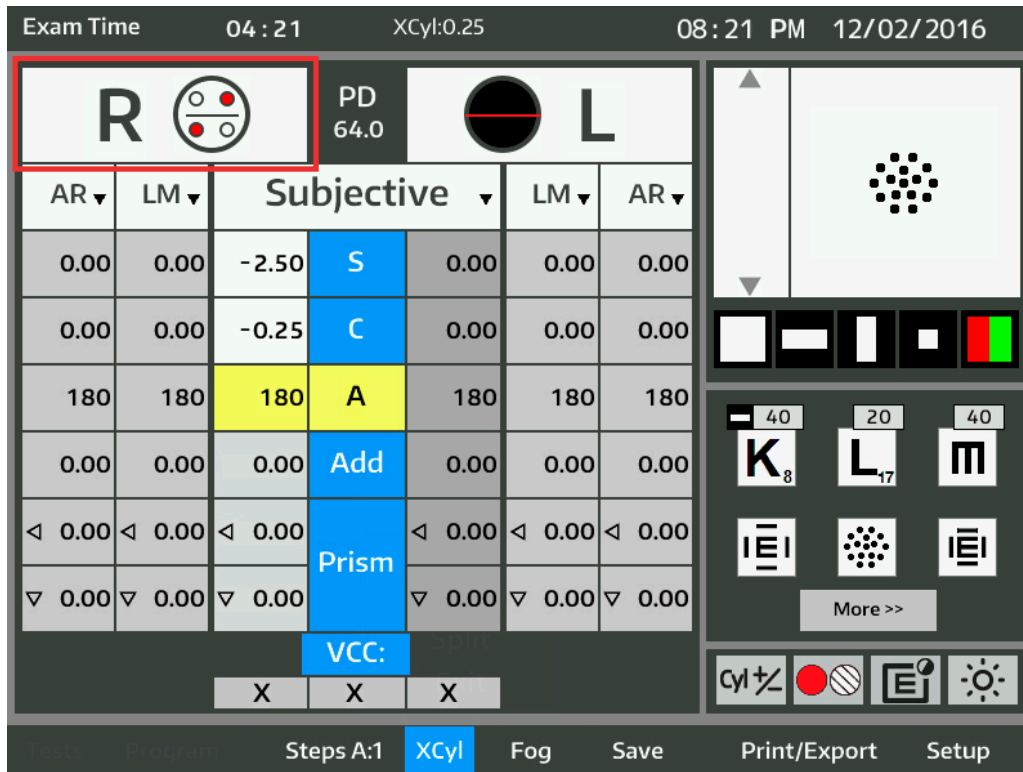 Exam Time 04:21 XCyl:0.25 08:21 PM 12/02/2016
R PD 64.0 L
AR LM Subjective LM AR
0.00 0.00 -2.50 S 0.00 0.00 0.00
0.00 0.00 -0.25 C 0.00 0.00 0.00
180 180 180 A 180 180 180
0.00 0.00 0.00 Add 0.00 0.00 0.00
0.00 0.00 0.00 Prism 0.00 0.00 0.00
0.00 0.00 0.00 0.00 0.00 0.00
VCC: Split
X X X
40 20 40
K8 L17 E
E E
More >>
Cyl +/- E
Tests Program Steps A:1 XCyl Fog Save Print/Export Setup